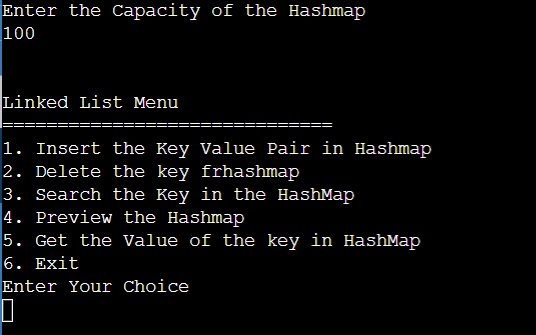 Enter the Capacity of the Hashmap
100
Linked List Menu
==============================
1. Insert the Key Value Pair in Hashmap
2. Delete the key frhashmap
3. Search the Key in the HashMap
4. Preview the Hashmap
5. Get the Value of the key in HashMap
6. Exit
Enter Your Choice